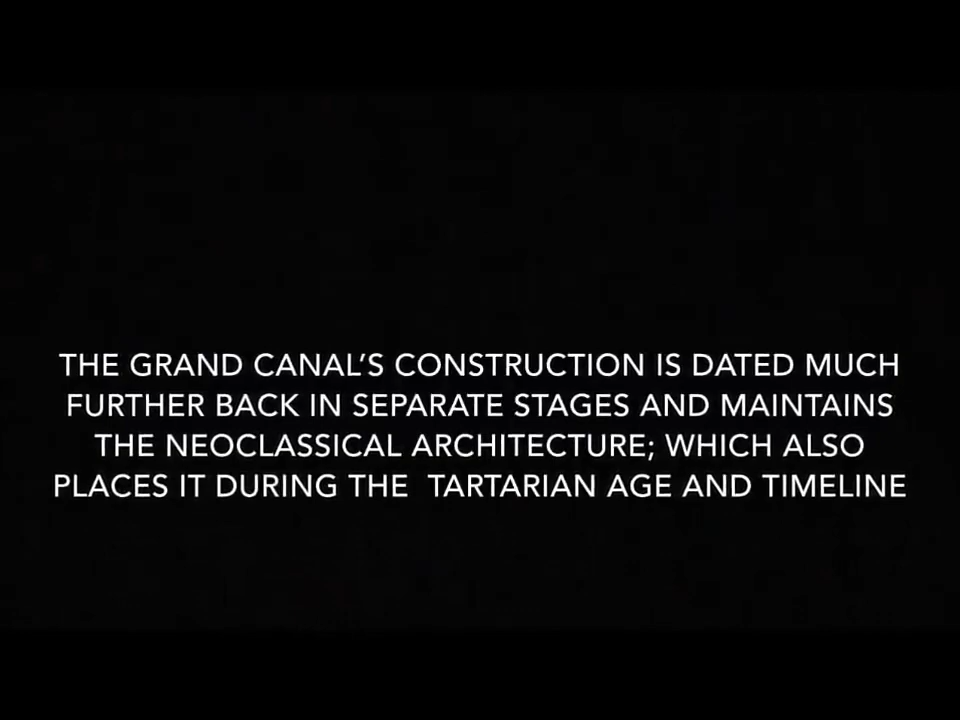 THE GRAND CANAL’S CONSTRUCTION IS DATED MUCH
FURTHER BACK IN SEPARATE STAGES AND MAINTAINS
THE NEOCLASSICAL ARCHITECTURE; WHICH ALSO
PLACES IT DURING THE  TARTARIAN AGE AND TIMELINE